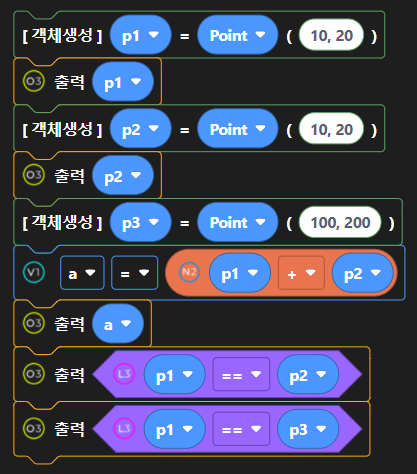 [ 객체생성 ] p1 = Point ( 10, 20 )
O3 출력 p1
[ 객체생성 ] p2 = Point ( 10, 20 )
O3 출력 p2
[ 객체생성 ] p3 = Point ( 100, 200 )
V1 a = N2 p1 + p2
O3 출력 a
O3 출력 L3 p1 == p2
O3 출력 L3 p1 == p3